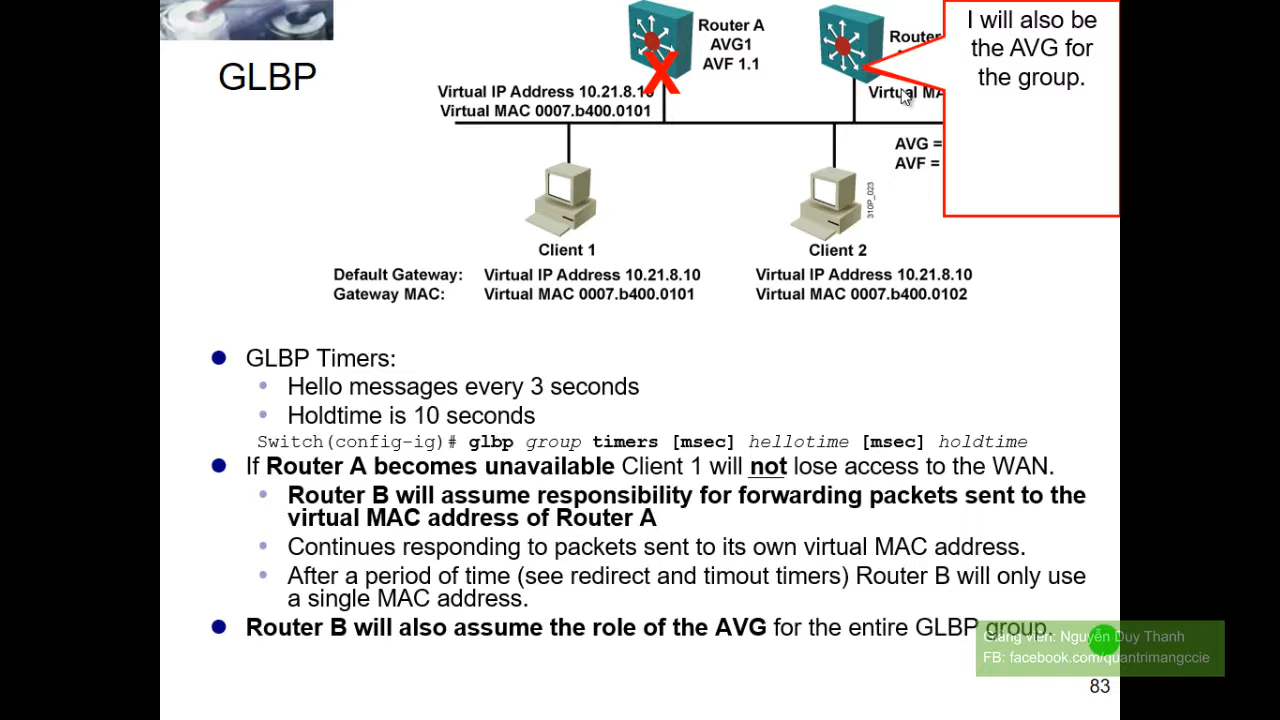 GLBP
Router A
AVG1
AVF 1.1
Router
I will also be
the AVG for
the group.
Virtual IP Address 10.21.8.10
Virtual MAC 0007.b400.0101
Virtual MA
AVG =
AVF =
310P_023
Client 1
Client 2
Default Gateway: Virtual IP Address 10.21.8.10 Virtual IP Address 10.21.8.10
Gateway MAC: Virtual MAC 0007.b400.0101 Virtual MAC 0007.b400.0102
GLBP Timers:
Hello messages every 3 seconds
Holdtime is 10 seconds
Switch(config-ig)# glbp group timers [msec] hellotime [msec] holdtime
If Router A becomes unavailable Client 1 will not lose access to the WAN.
Router B will assume responsibility for forwarding packets sent to the
virtual MAC address of Router A
Continues responding to packets sent to its own virtual MAC address.
After a period of time (see redirect and timout timers) Router B will only use
a single MAC address.
Router B will also assume the role of the AVG for the entire GLBP group.
Giảng viên: Nguyễn Duy Thanh
FB: facebook.com/quantrimangccie
83